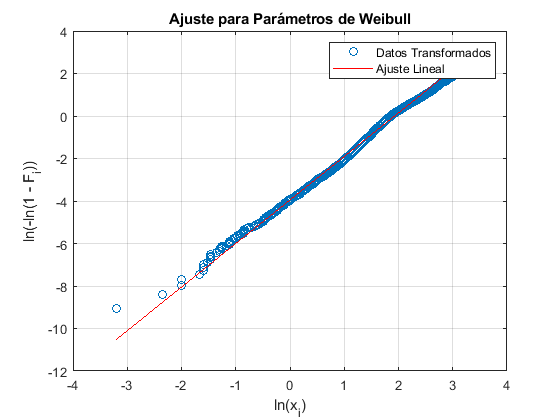 Ajuste para Parámetros de Weibull
Datos Transformados
Ajuste Lineal
4
2
0
-2
-4
-6
-8
-10
-12
ln(-ln(1 - F_i))
-4 -3 -2 -1 0 1 2 3 4
ln(x_i)